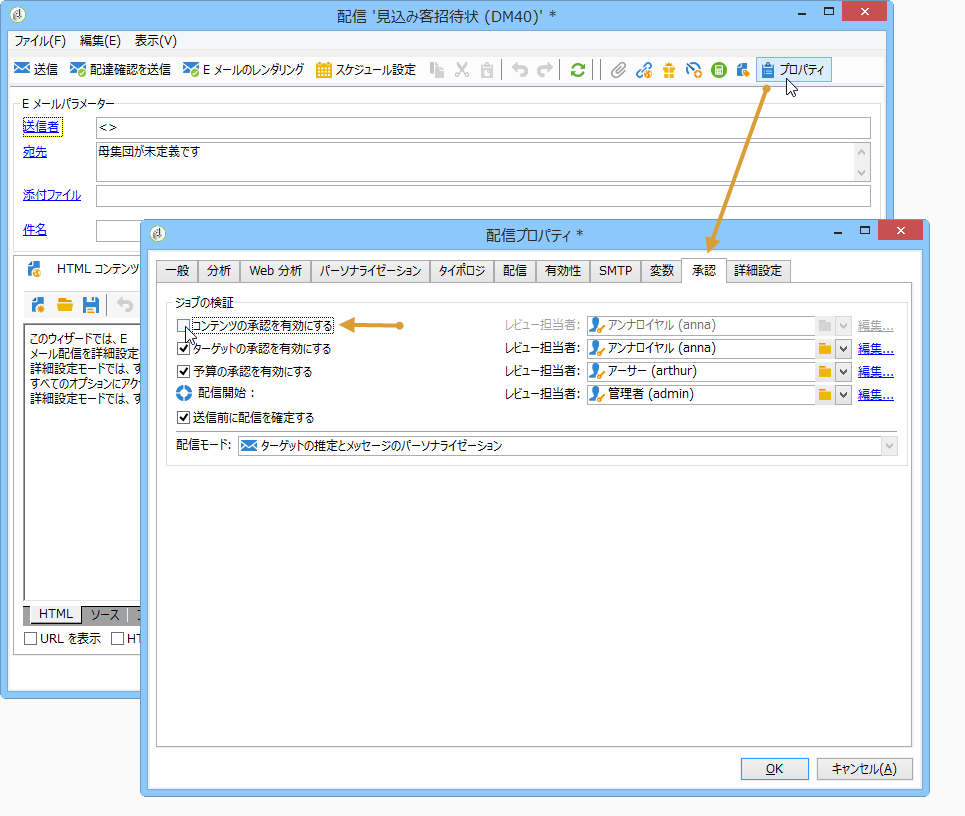 配信 '見込み客招待状 (DM40)' *
ファイル(F) 編集(E) 表示(V)
送信 配達確認を送信 E メールのレンダリング スケジュール設定 プロパティ
E メールパラメーター
送信者 <>
宛先 母集団が未定義です
添付ファイル
件名
HTML コンテンツ
このウィザードでは、E
メール配信を詳細設定
詳細設定モードでは、す
すべてのオプションにアク
詳細設定モードでは、す
HTML ソース
URL を表示 HT
配信プロパティ *
一般 分析 Web 分析 パーソナライゼーション タイポロジ 配信 有効性 SMTP 変数 承認 詳細設定
ジョブの検証
コンテンツの承認を有効にする レビュー担当者: アンナロイヤル (anna) 編集...
ターゲットの承認を有効にする レビュー担当者: アンナロイヤル (anna) 編集...
予算の承認を有効にする レビュー担当者: アーサー (arthur) 編集...
配信開始 : レビュー担当者: 管理者 (admin) 編集...
送信前に配信を確定する
配信モード: ターゲットの推定とメッセージのパーソナライゼーション
OK キャンセル(A)